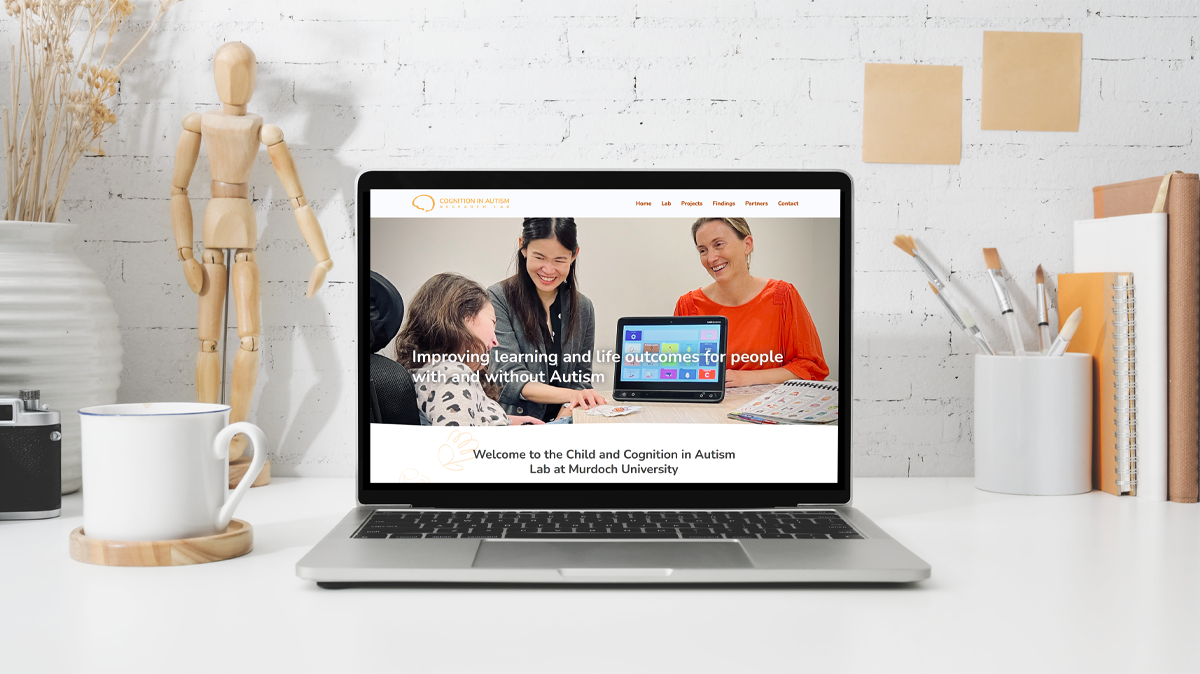 COGNITION IN AUTISM
RESEARCH LAB
Home Lab Projects Findings Partners Contact
Improving learning and life outcomes for people
with and without Autism
Welcome to the Child and Cognition in Autism
Lab at Murdoch University